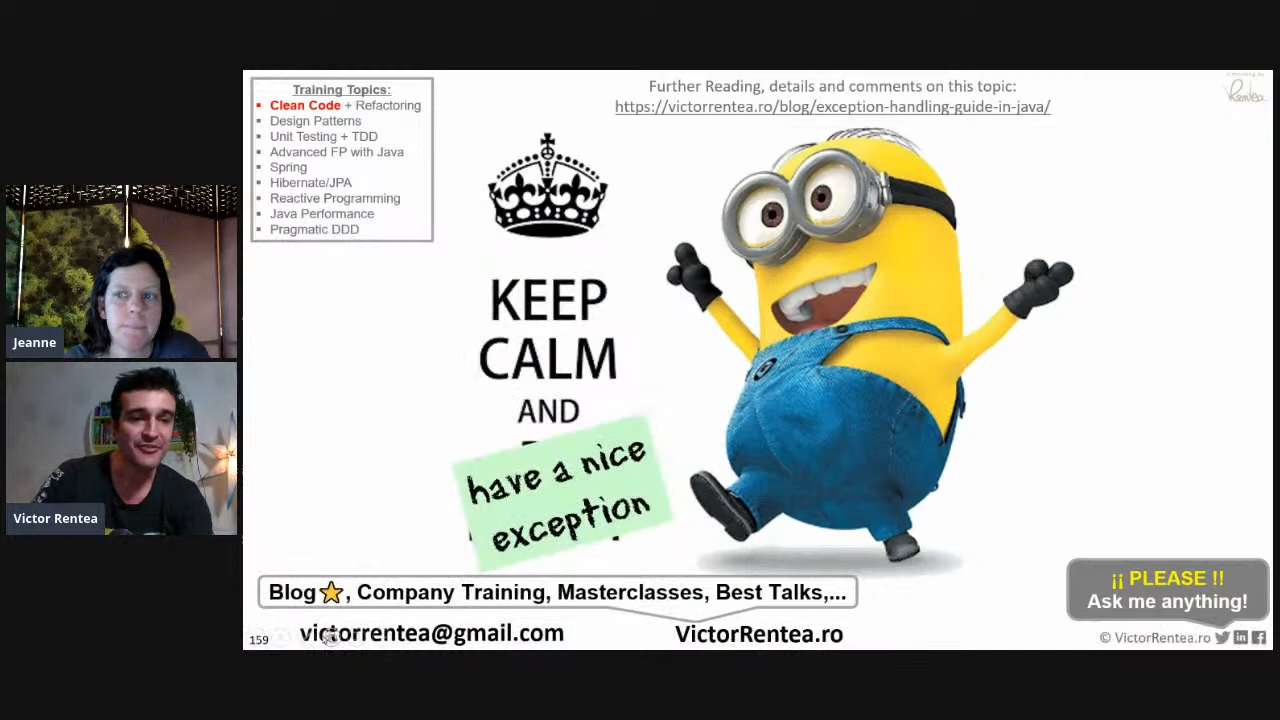 Training Topics:
Clean Code + Refactoring
Design Patterns
Unit Testing + TDD
Advanced FP with Java
Spring
Hibernate/JPA
Reactive Programming
Java Performance
Pragmatic DDD
Further Reading, details and comments on this topic:
https://victorrentea.ro/blog/exception-handling-guide-in-java/
Rentea
KEEP
CALM
AND
have a nice
exception
Jeanne
Victor Rentea
Blog⭐, Company Training, Masterclasses, Best Talks,...
¡¡ PLEASE !!
Ask me anything!
159
victorrentea@gmail.com
VictorRentea.ro
© VictorRentea.ro